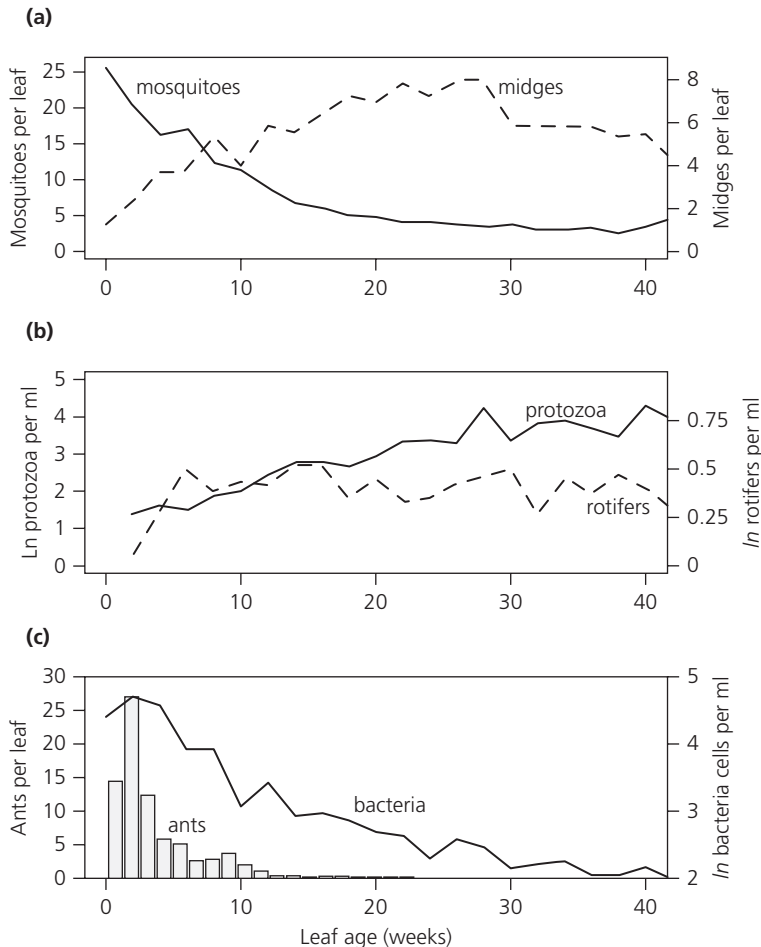 (a)
25
20
15
10
5
0
Mosquitoes per leaf
mosquitoes
midges
8
6
4
2
0
Midges per leaf
0 10 20 30 40
(b)
5
4
3
2
1
0
Ln protozoa per ml
protozoa
rotifers
0.75
0.5
0.25
0
ln rotifers per ml
0 10 20 30 40
(c)
30
25
20
15
10
5
0
Ants per leaf
ants
bacteria
5
4
3
2
ln bacteria cells per ml
0 10 20 30 40
Leaf age (weeks)